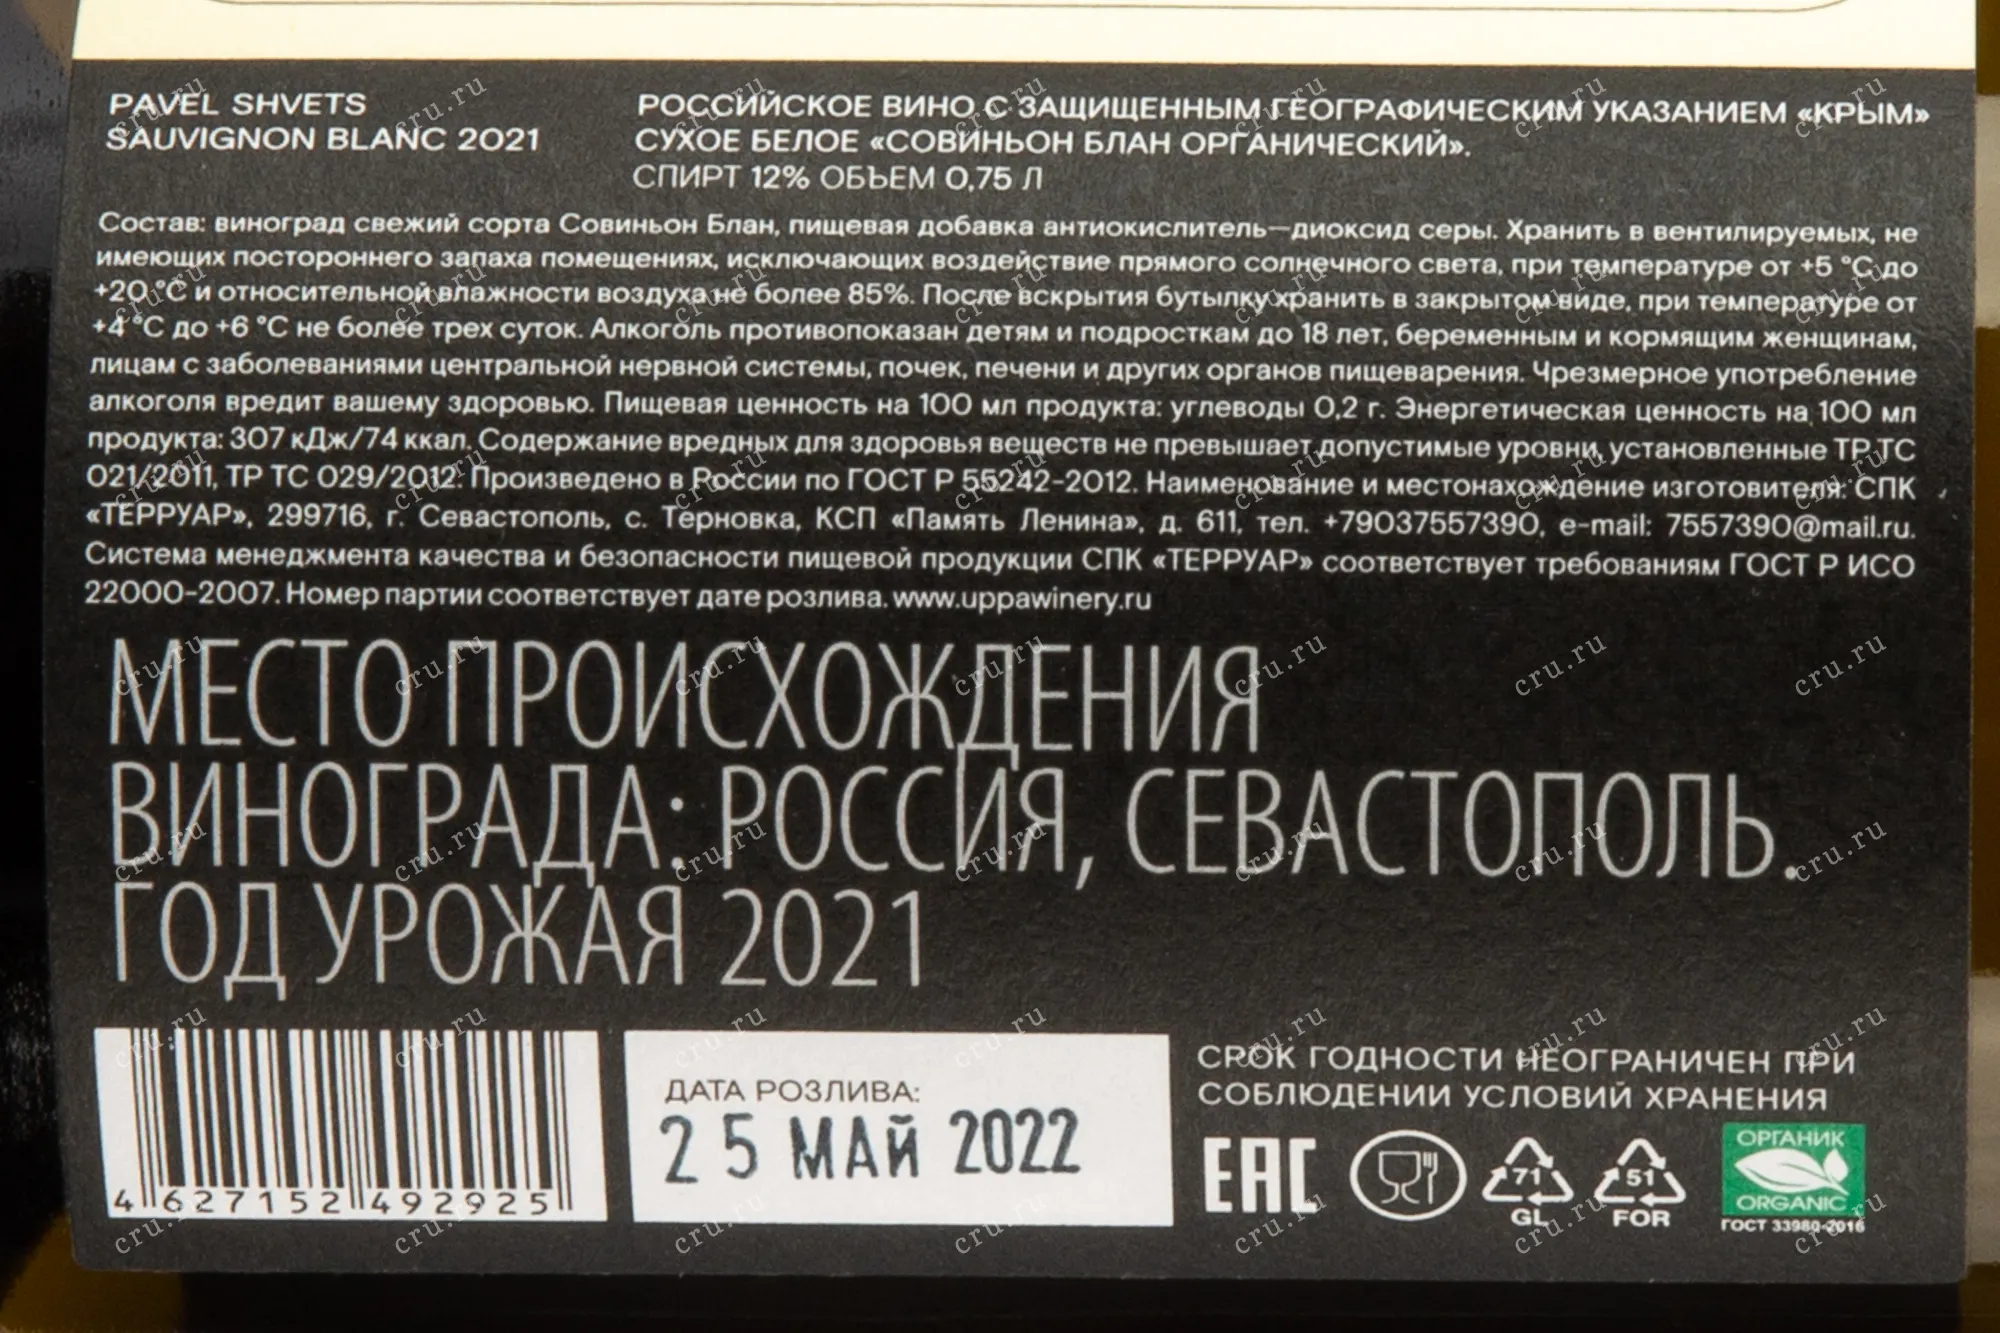 PAVEL SHVETS
SAUVIGNON BLANC 2021
РОССИЙСКОЕ ВИНО С ЗАЩИЩЕННЫМ ГЕОГРАФИЧЕСКИМ УКАЗАНИЕМ «КРЫМ»
СУХОЕ БЕЛОЕ «СОВИНЬОН БЛАН ОРГАНИЧЕСКИЙ».
СПИРТ 12% ОБЪЕМ 0,75 Л
Состав: виноград свежий сорта Совиньон Блан, пищевая добавка антиокислитель—диоксид серы. Хранить в вентилируемых, не
имеющих постороннего запаха помещениях, исключающих воздействие прямого солнечного света, при температуре от +5 °С до
+20 °С и относительной влажности воздуха не более 85%. После вскрытия бутылку хранить в закрытом виде, при температуре от
+4 °С до +6 °С не более трех суток. Алкоголь противопоказан детям и подросткам до 18 лет, беременным и кормящим женщинам,
лицам с заболеваниями центральной нервной системы, почек, печени и других органов пищеварения. Чрезмерное употребление
алкоголя вредит вашему здоровью. Пищевая ценность на 100 мл продукта: углеводы 0,2 г. Энергетическая ценность на 100 мл
продукта: 307 кДж/74 ккал. Содержание вредных для здоровья веществ не превышает допустимые уровни, установленные ТР ТС
021/2011, ТР ТС 029/2012. Произведено в России по ГОСТ Р 55242-2012. Наименование и местонахождение изготовителя: СПК
«ТЕРРУАР», 299716, г. Севастополь, с. Терновка, КСП «Память Ленина», д. 611, тел. +79037557390, e-mail: 7557390@mail.ru.
Система менеджмента качества и безопасности пищевой продукции СПК «ТЕРРУАР» соответствует требованиям ГОСТ Р ИСО
22000-2007. Номер партии соответствует дате розлива. www.uppawinery.ru
МЕСТО ПРОИСХОЖДЕНИЯ
ВИНОГРАДА: РОССИЯ, СЕВАСТОПОЛЬ.
ГОД УРОЖАЯ 2021
4 627152 492925
ДАТА РОЗЛИВА:
25 МАЙ 2022
СРОК ГОДНОСТИ НЕОГРАНИЧЕН ПРИ
СОБЛЮДЕНИИ УСЛОВИЙ ХРАНЕНИЯ
ЕАС
71
GL
51
FOR
ОРГАНИК
ORGANIC
ГОСТ 33980-2016
cru.ru